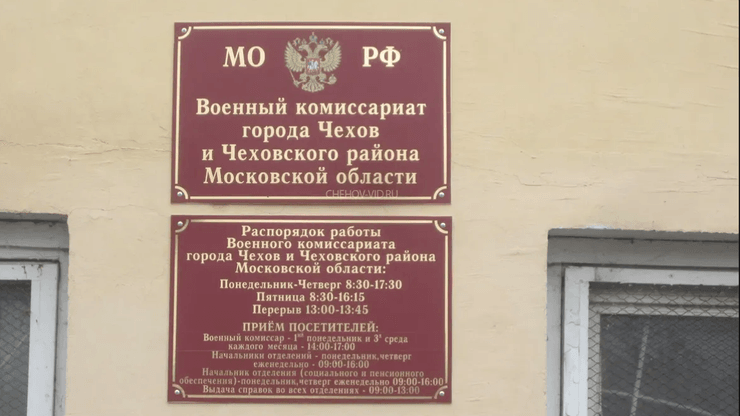 МО РФ
Военный комиссариат
города Чехов
и Чеховского района
Московской области
CHEHOV-VID.RU
Распорядок работы
Военного комиссариата
города Чехов и Чеховского района
Московской области:
Понедельник-Четверг 8:30-17:30
Пятница 8:30-16:15
Перерыв 13:00-13:45
ПРИЁМ ПОСЕТИТЕЛЕЙ:
Военный комиссар - 1ый понедельник и 3я среда
каждого месяца - 14:00-17:00
Начальники отделений - понедельник,четверг
еженедельно - 09:00-16:00
Начальник отделения (социального и пенсионного
обеспечения)-понедельник,четверг еженедельно 09:00-16:00
Выдача справок во всех отделениях - 09:00-13:00